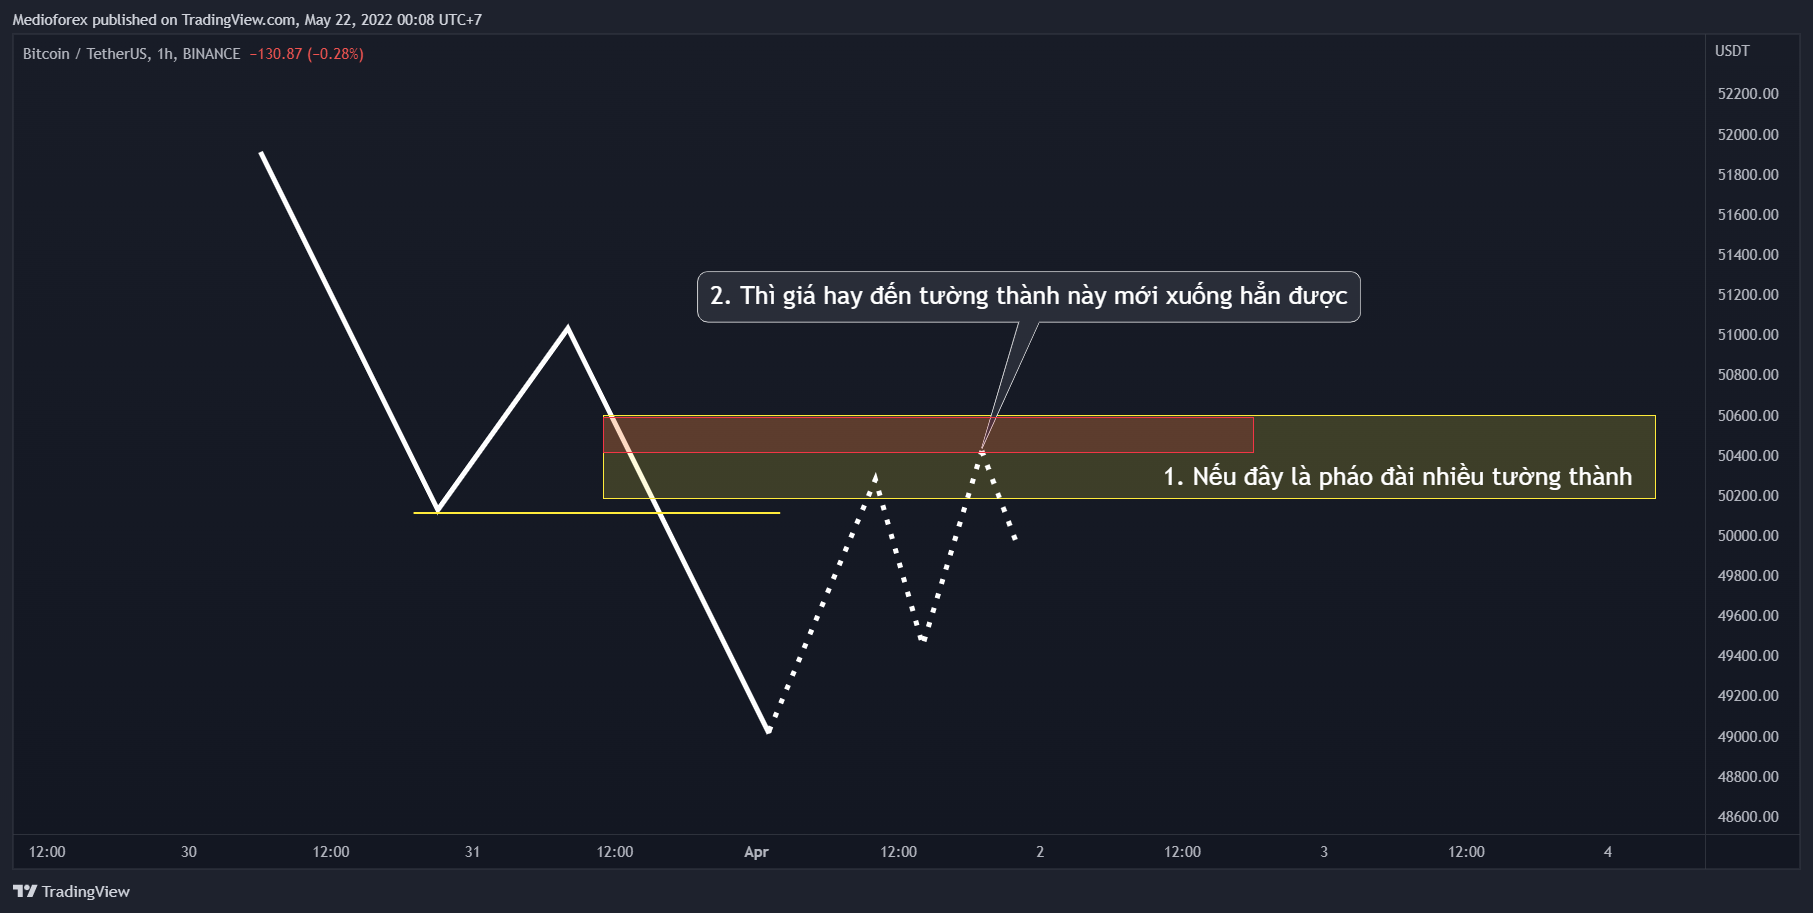 Medioforex published on TradingView.com, May 22, 2022 00:08 UTC+7
Bitcoin / TetherUS, 1h, BINANCE −130.87 (−0.28%)
USDT
52200.00
52000.00
51800.00
51600.00
51400.00
51200.00
51000.00
50800.00
50600.00
50400.00
50200.00
50000.00
49800.00
49600.00
49400.00
49200.00
49000.00
48800.00
48600.00
2. Thì giá hay đến tường thành này mới xuống hẳn được
1. Nếu đây là pháo đài nhiều tường thành
12:00 30 12:00 31 12:00 Apr 12:00 2 12:00 3 12:00 4
TradingView